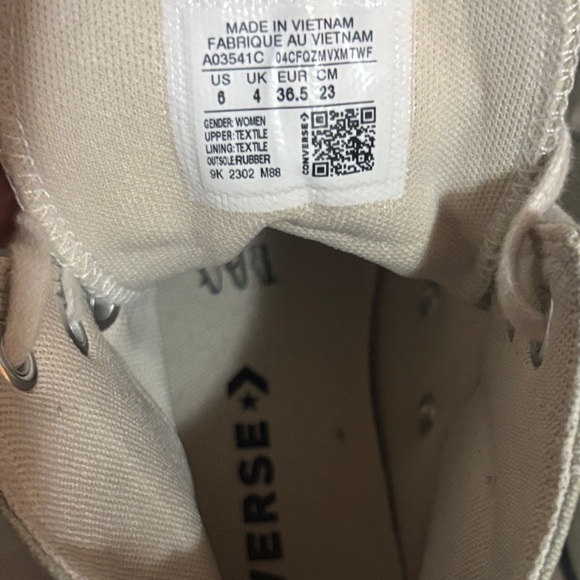 MADE IN VIETNAM
FABRIQUE AU VIETNAM
A03541C 04CFQZMVXMTWF
US UK EUR CM
6 4 36.5 23
GENDER: WOMEN
UPPER: TEXTILE
LINING: TEXTILE
OUTSOLE: RUBBER
9K 2302 M88
CONVERSE
VERSE